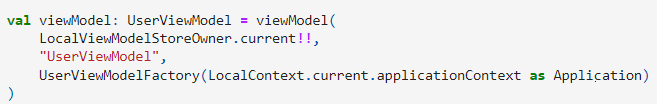 val viewModel: UserViewModel = viewModel(
    LocalViewModelStoreOwner.current!!,
    "UserViewModel",
    UserViewModelFactory(LocalContext.current.applicationContext as Application)
)